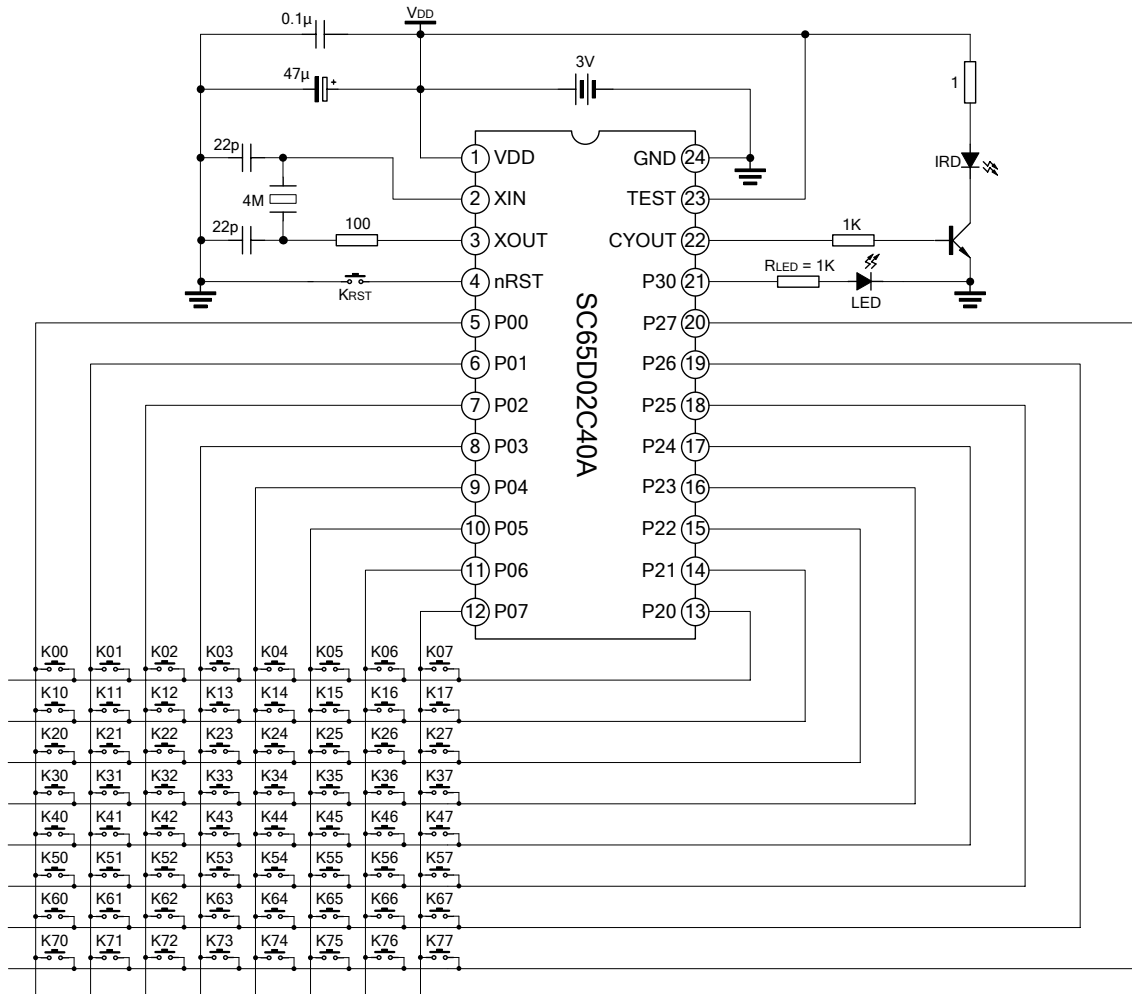 VDD
0.1μ
47μ
+
3V
1
22p
4M
22p
100
KRST
IRD
1K
RLED = 1K
LED
1 VDD
2 XIN
3 XOUT
4 nRST
5 P00
6 P01
7 P02
8 P03
9 P04
10 P05
11 P06
12 P07
GND 24
TEST 23
CYOUT 22
P30 21
P27 20
P26 19
P25 18
P24 17
P23 16
P22 15
P21 14
P20 13
SC65D02C40A
K00 K01 K02 K03 K04 K05 K06 K07
K10 K11 K12 K13 K14 K15 K16 K17
K20 K21 K22 K23 K24 K25 K26 K27
K30 K31 K32 K33 K34 K35 K36 K37
K40 K41 K42 K43 K44 K45 K46 K47
K50 K51 K52 K53 K54 K55 K56 K57
K60 K61 K62 K63 K64 K65 K66 K67
K70 K71 K72 K73 K74 K75 K76 K77